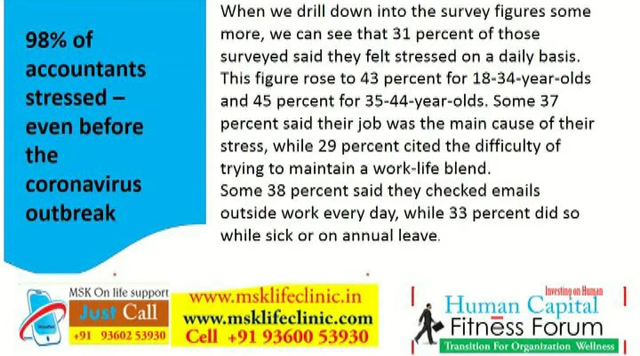 98% of
accountants
stressed –
even before
the
coronavirus
outbreak
When we drill down into the survey figures some
more, we can see that 31 percent of those
surveyed said they felt stressed on a daily basis.
This figure rose to 43 percent for 18-34-year-olds
and 45 percent for 35-44-year-olds. Some 37
percent said their job was the main cause of their
stress, while 29 percent cited the difficulty of
trying to maintain a work-life blend.
Some 38 percent said they checked emails
outside work every day, while 33 percent did so
while sick or on annual leave.
MSK On life support
Just Call
+91 93602 53930
www.msklifeclinic.in
www.msklifeclinic.com
Cell +91 93600 53930
Investing on Human
Human Capital
Fitness Forum
Transition For Organization Wellness